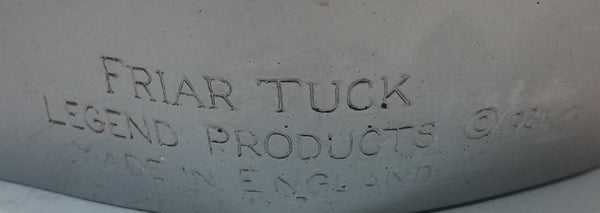 FRIAR TUCK
LEGEND PRODUCTS ©
MADE IN ENGLAND